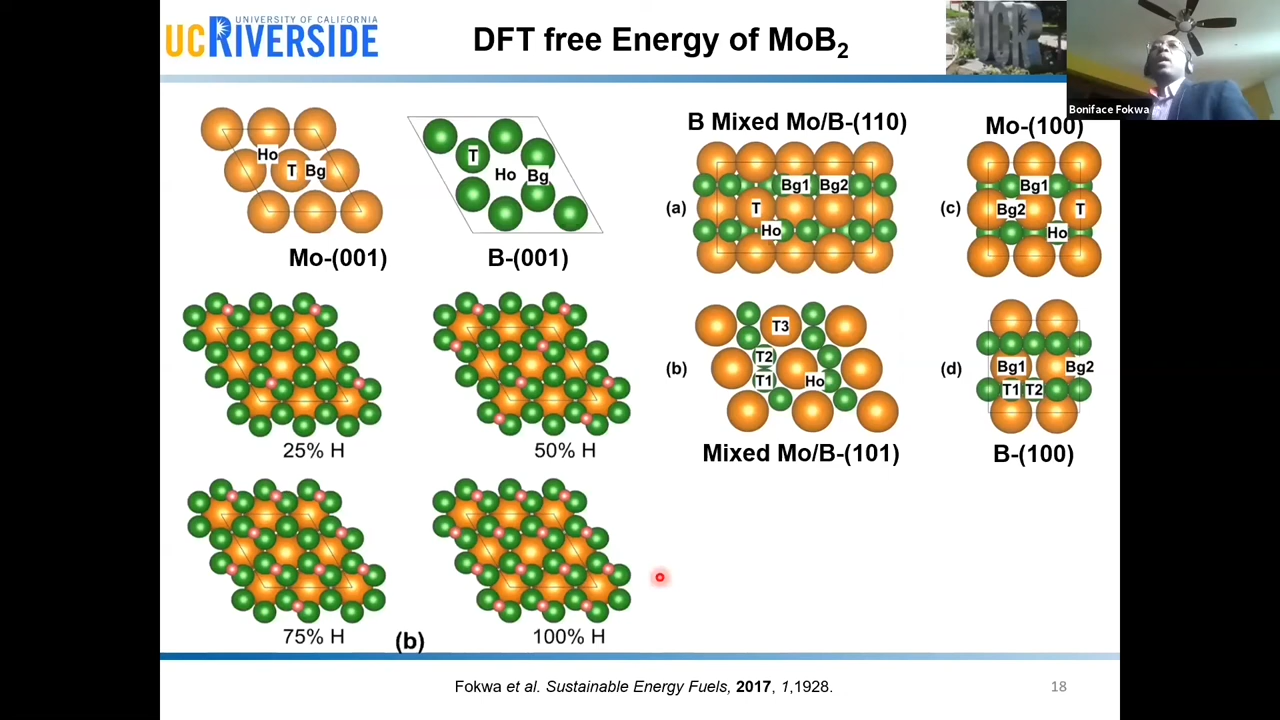 UNIVERSITY OF CALIFORNIA
UCRIVERSIDE
DFT free Energy of MoB₂
UCR
Boniface Fokwa
Ho
T
Bg
Mo-(001)
T
Ho
Bg
B-(001)
B Mixed Mo/B-(110)
(a)
Bg1
Bg2
T
Ho
Mo-(100)
(c)
Bg1
Bg2
T
Ho
25% H
50% H
(b)
T3
T2
T1
Ho
Mixed Mo/B-(101)
(d)
Bg1
Bg2
T1
T2
B-(100)
75% H
(b)
100% H
Fokwa et al. Sustainable Energy Fuels, 2017, 1,1928.
18